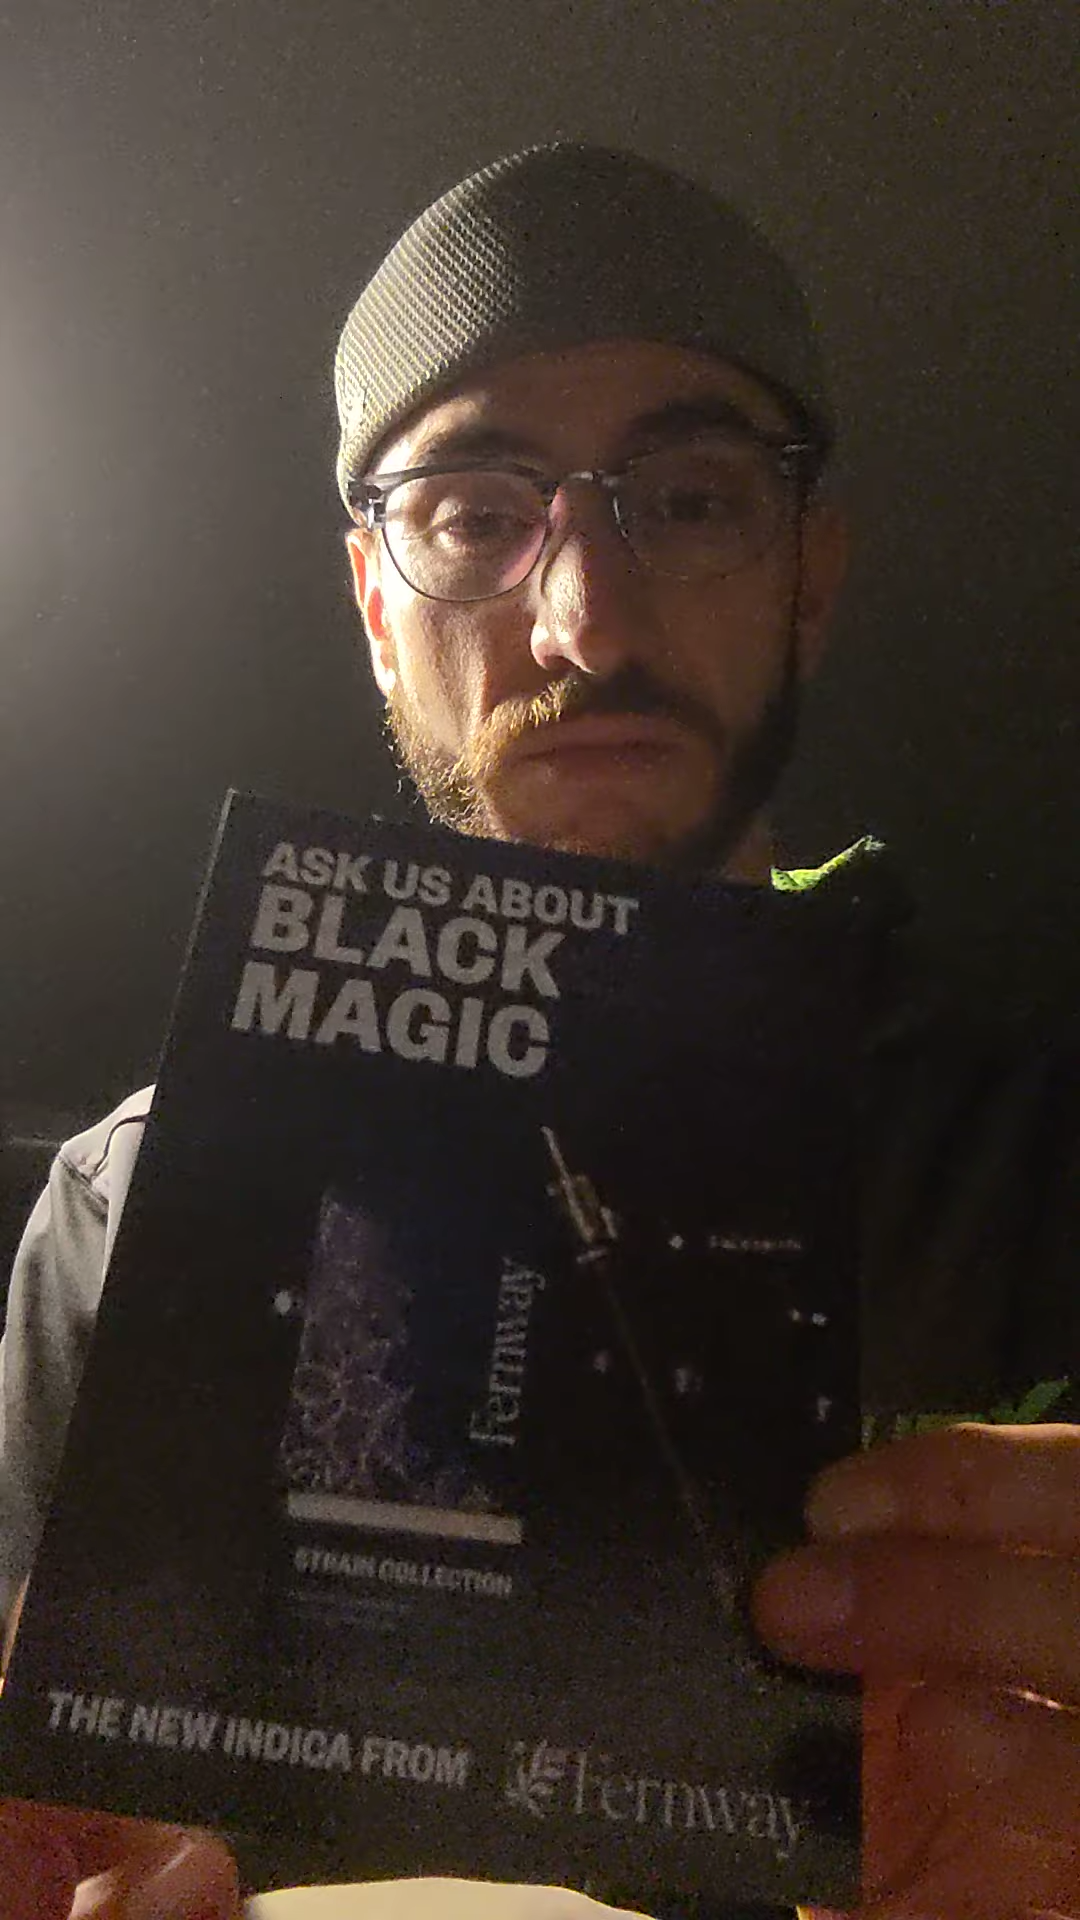 ASK US ABOUT
BLACK
MAGIC
Fernway
STRAIN COLLECTION
THE NEW INDICA FROM Fernway